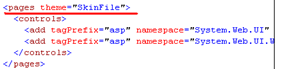 <pages theme="SkinFile">
<controls>
<add tagPrefix="asp" namespace="System.Web.UI"
<add tagPrefix="asp" namespace="System.Web.UI.W
</controls>
</pages>